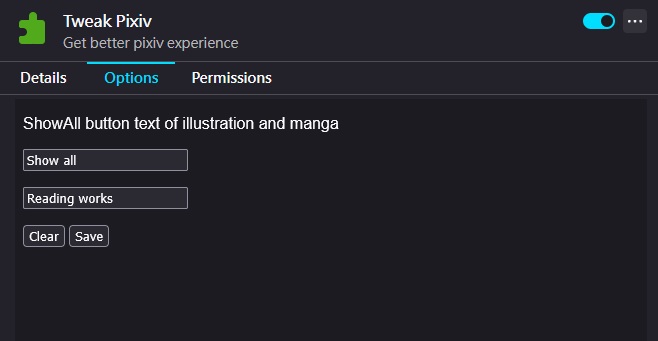 Tweak Pixiv
Get better pixiv experience
Details Options Permissions
ShowAll button text of illustration and manga
Show all
Reading works
Clear Save